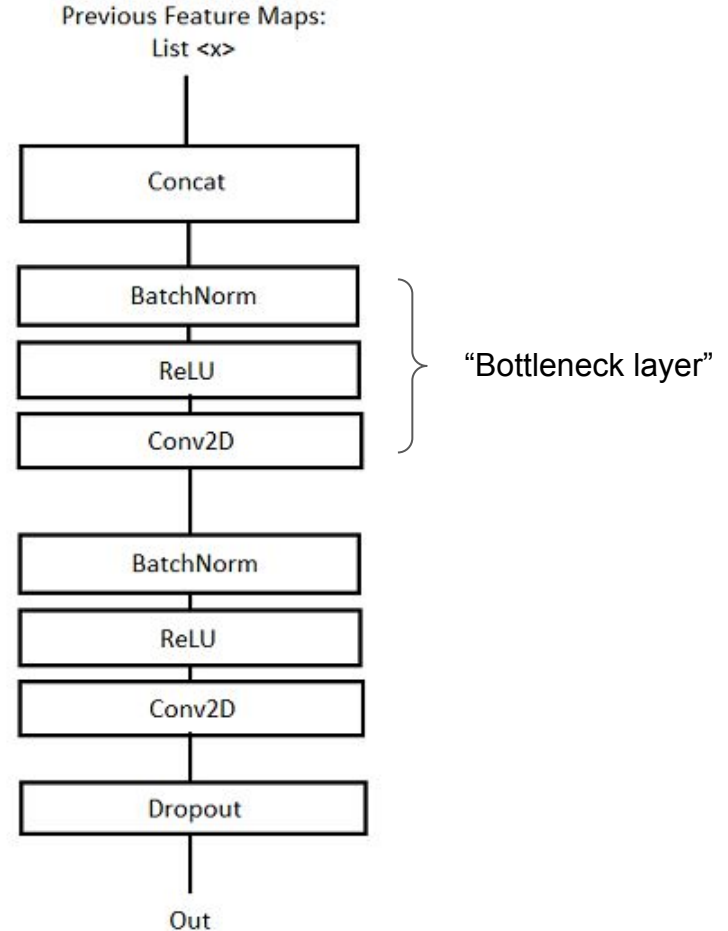 Previous Feature Maps:
List <x>
Concat
BatchNorm
ReLU
Conv2D
“Bottleneck layer”
BatchNorm
ReLU
Conv2D
Dropout
Out